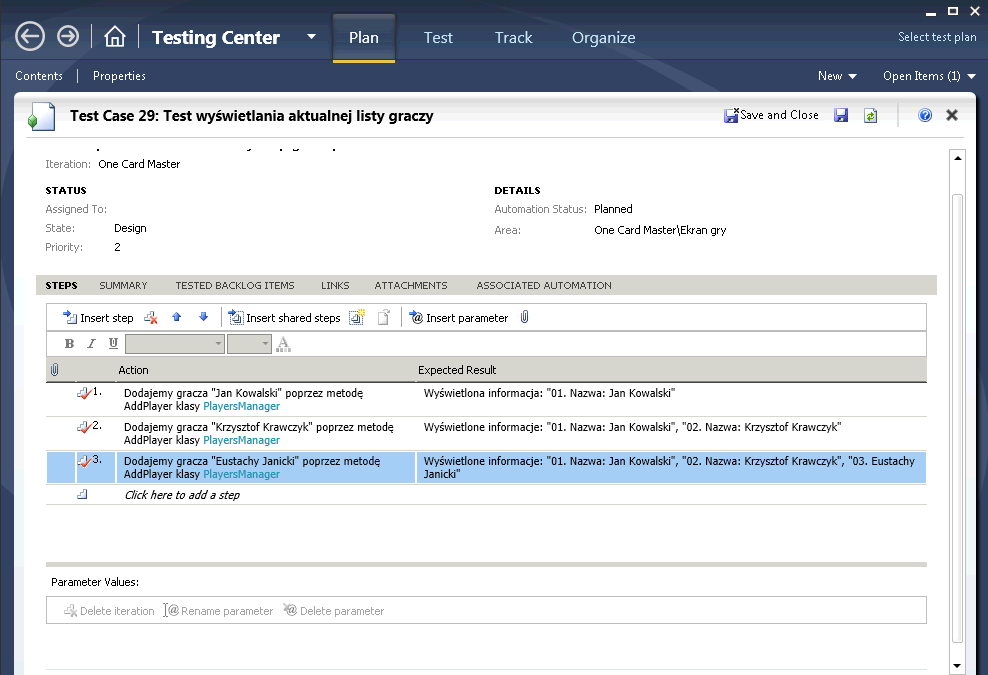 Testing Center
Plan
Test
Track
Organize
Select test plan
Contents
Properties
New
Open Items (1)
Test Case 29: Test wyświetlania aktualnej listy graczy
Save and Close
Iteration: One Card Master
STATUS
DETAILS
Assigned To:
Automation Status: Planned
State: Design
Area: One Card Master\Ekran gry
Priority: 2
STEPS SUMMARY TESTED BACKLOG ITEMS LINKS ATTACHMENTS ASSOCIATED AUTOMATION
Insert step Insert shared steps Insert parameter
B I U A
Action Expected Result
1. Dodajemy gracza "Jan Kowalski" poprzez metodę
AddPlayer klasy PlayersManager
Wyświetlona informacja: "01. Nazwa: Jan Kowalski"
2. Dodajemy gracza "Krzysztof Krawczyk" poprzez metodę
AddPlayer klasy PlayersManager
Wyświetlone informacje: "01. Nazwa: Jan Kowalski", "02. Nazwa: Krzysztof Krawczyk"
3. Dodajemy gracza "Eustachy Janicki" poprzez metodę
AddPlayer klasy PlayersManager
Wyświetlone informacje: "01. Nazwa: Jan Kowalski", "02. Nazwa: Krzysztof Krawczyk", "03. Eustachy
Janicki"
Click here to add a step
Parameter Values:
Delete iteration Rename parameter Delete parameter